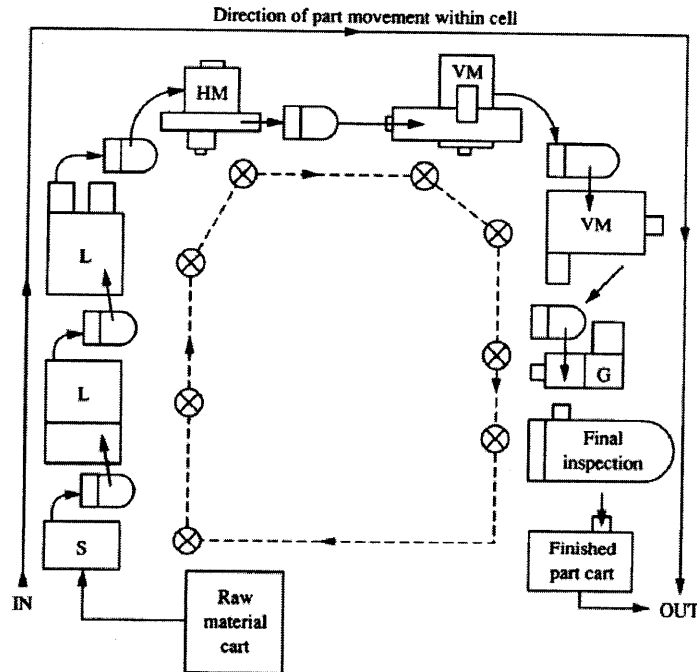 Direction of part movement within cell
HM
VM
VM
L
L
G
Final
inspection
S
Finished
part cart
Raw
material
cart
IN
OUT